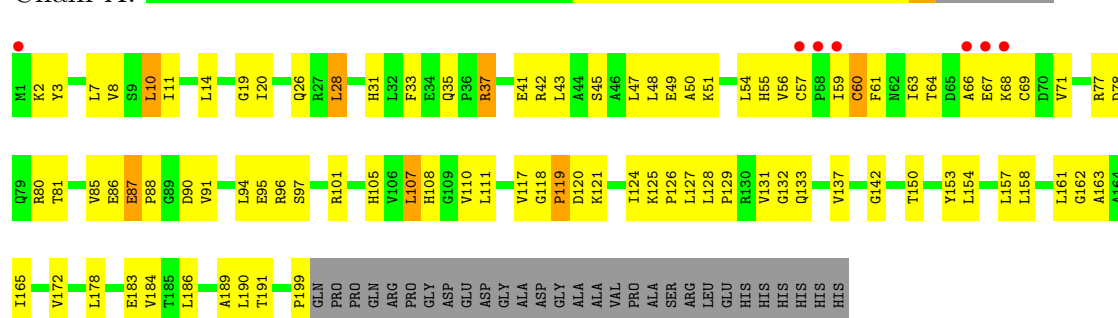 M1 K2 Y3 L7 V8 S9 L10 I11 L14 G19 I20 Q26 R27 L28 H31 L32 F33 E34 Q35 P36 R37 E41 R42 L43 A44 S45 A46 L47 L48 E49 A50 K51 L54 H55 V56 C57 P58 I59 C60 F61 N62 I63 T64 D65 A66 E67 K68 C69 D70 V71 R77 D78
Q79 R80 T81 V85 E86 E87 P88 G89 D90 V91 L94 E95 R96 S97 R101 H105 V106 L107 H108 G109 V110 L111 V117 G118 P119 D120 K121 I124 K125 P126 L127 L128 P129 R130 V131 G132 Q133 V137 G142 T150 Y153 L154 L157 L158 L161 G162 A163 A164
I165 V172 L178 E183 V184 T185 L186 A189 L190 T191 P199 GLN PRO PRO GLN ARG PRO GLY ASP GLU ASP GLY ALA ASP GLY ALA ALA VAL PRO ALA SER ARG LEU GLU HIS HIS HIS HIS HIS HIS